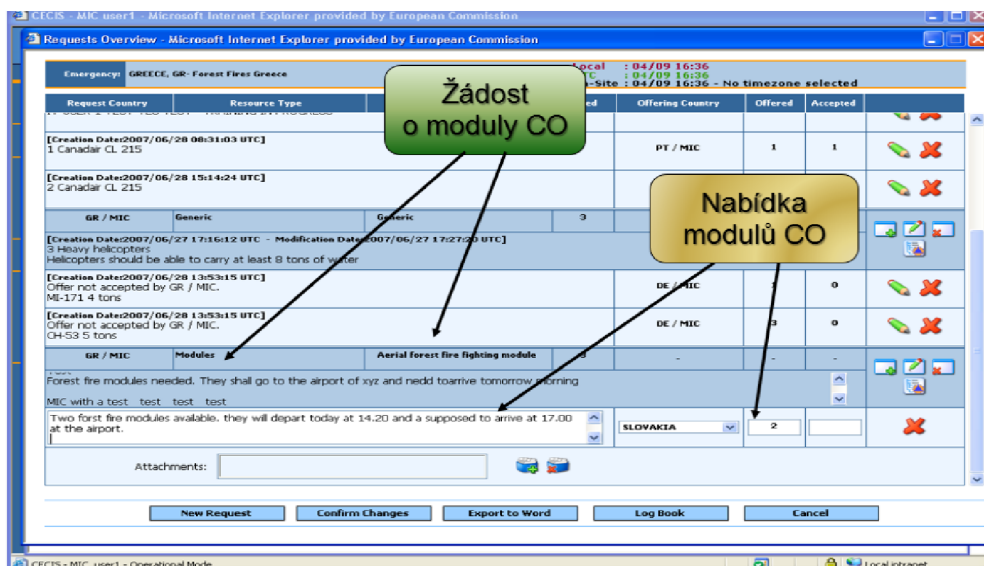 CECIS - MIC user1 - Microsoft Internet Explorer provided by European Commission
Requests Overview - Microsoft Internet Explorer provided by European Commission
Emergency: GREECE, GR- Forest Fires Greece
Local : 04/09 16:36
: 04/09 16:36
: 04/09 16:36 - No timezone selected
Request Country Resource Type Offering Country Offered Accepted
[Creation Date:2007/06/28 08:31:03 UTC]
1 Canadair CL 215 PT / MIC 1 1
[Creation Date:2007/06/28 15:14:24 UTC]
2 Canadair CL 215
GR / MIC Generic Generic 3
[Creation Date:2007/06/27 17:16:12 UTC - Modification Date:2007/06/27 17:27:20 UTC]
3 Heavy helicopters
Helicopters should be able to carry at least 8 tons of water
[Creation Date:2007/06/28 13:53:15 UTC]
Offer not accepted by GR / MIC. DE / MIC 0
MI-171 4 tons
[Creation Date:2007/06/28 13:53:15 UTC]
Offer not accepted by GR / MIC. DE / MIC 3 0
CH-53 5 tons
GR / MIC Modules Aerial forest fire fighting module - - -
Forest fire modules needed. They shall go to the airport of xyz and nedd toarrive tomorrow morning
MIC with a test test test test
Two forst fire modules available. they will depart today at 14.20 and a supposed to arrive at 17.00
at the airport.
SLOVAKIA 2
Attachments:
New Request Confirm Changes Export to Word Log Book Cancel
CECIS - MIC user1 - Operational Mode Local intranet
Žádost
o moduly CO
Nabídka
modulů CO